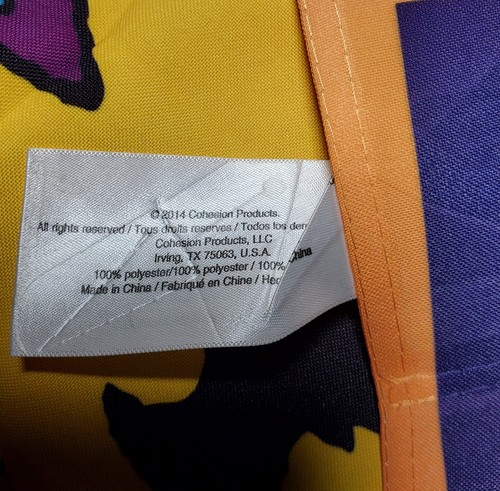 © 2014 Cohesion Products.
All rights reserved / Tous droits reserves / Todos los der
Cohesion Products, LLC
Irving, TX 75063, U.S.A.
100% polyester/100% polyester / 100%
Made in China / Fabriqué en Chine / Hec
China